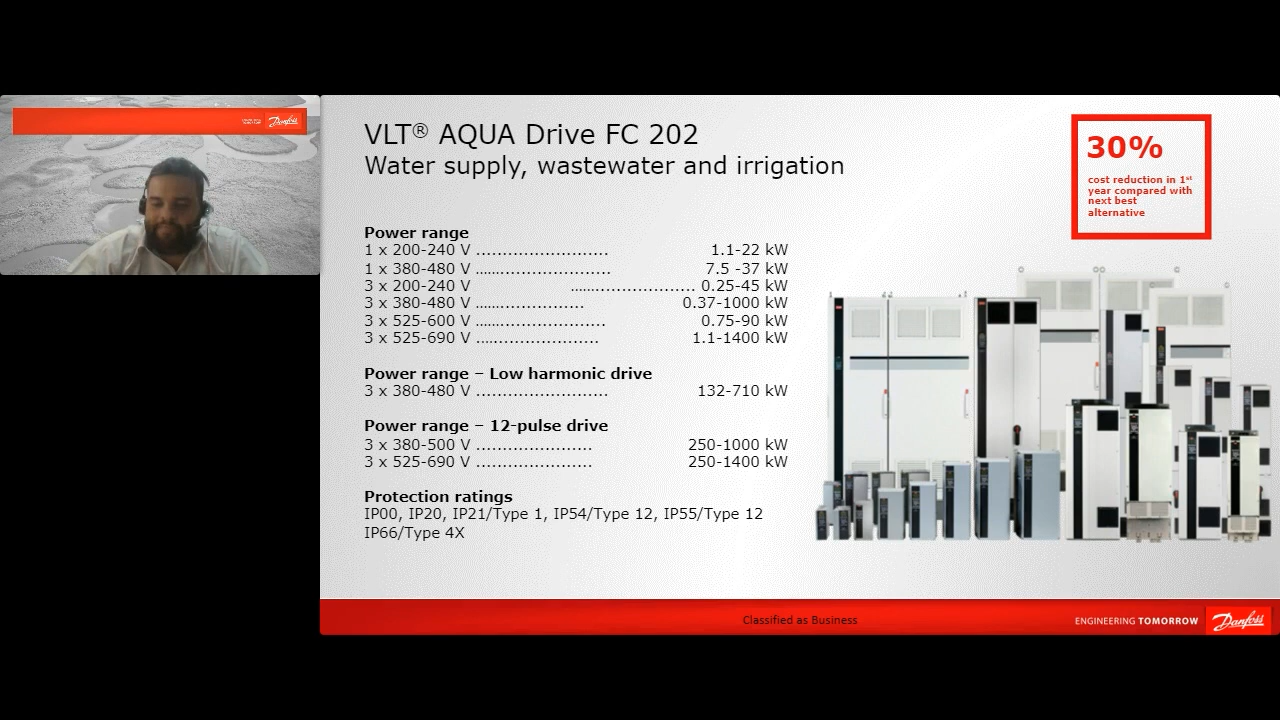 Danfoss
VLT® AQUA Drive FC 202
Water supply, wastewater and irrigation
30%
cost reduction in 1st
year compared with
next best
alternative
Power range
1 x 200-240 V ......................... 1.1-22 kW
1 x 380-480 V .......................... 7.5 -37 kW
3 x 200-240 V ........................ 0.25-45 kW
3 x 380-480 V ..................... 0.37-1000 kW
3 x 525-600 V ......................... 0.75-90 kW
3 x 525-690 V ....................... 1.1-1400 kW
Power range – Low harmonic drive
3 x 380-480 V ......................... 132-710 kW
Power range – 12-pulse drive
3 x 380-500 V ...................... 250-1000 kW
3 x 525-690 V ...................... 250-1400 kW
Protection ratings
IP00, IP20, IP21/Type 1, IP54/Type 12, IP55/Type 12
IP66/Type 4X
Classified as Business
ENGINEERING TOMORROW
Danfoss